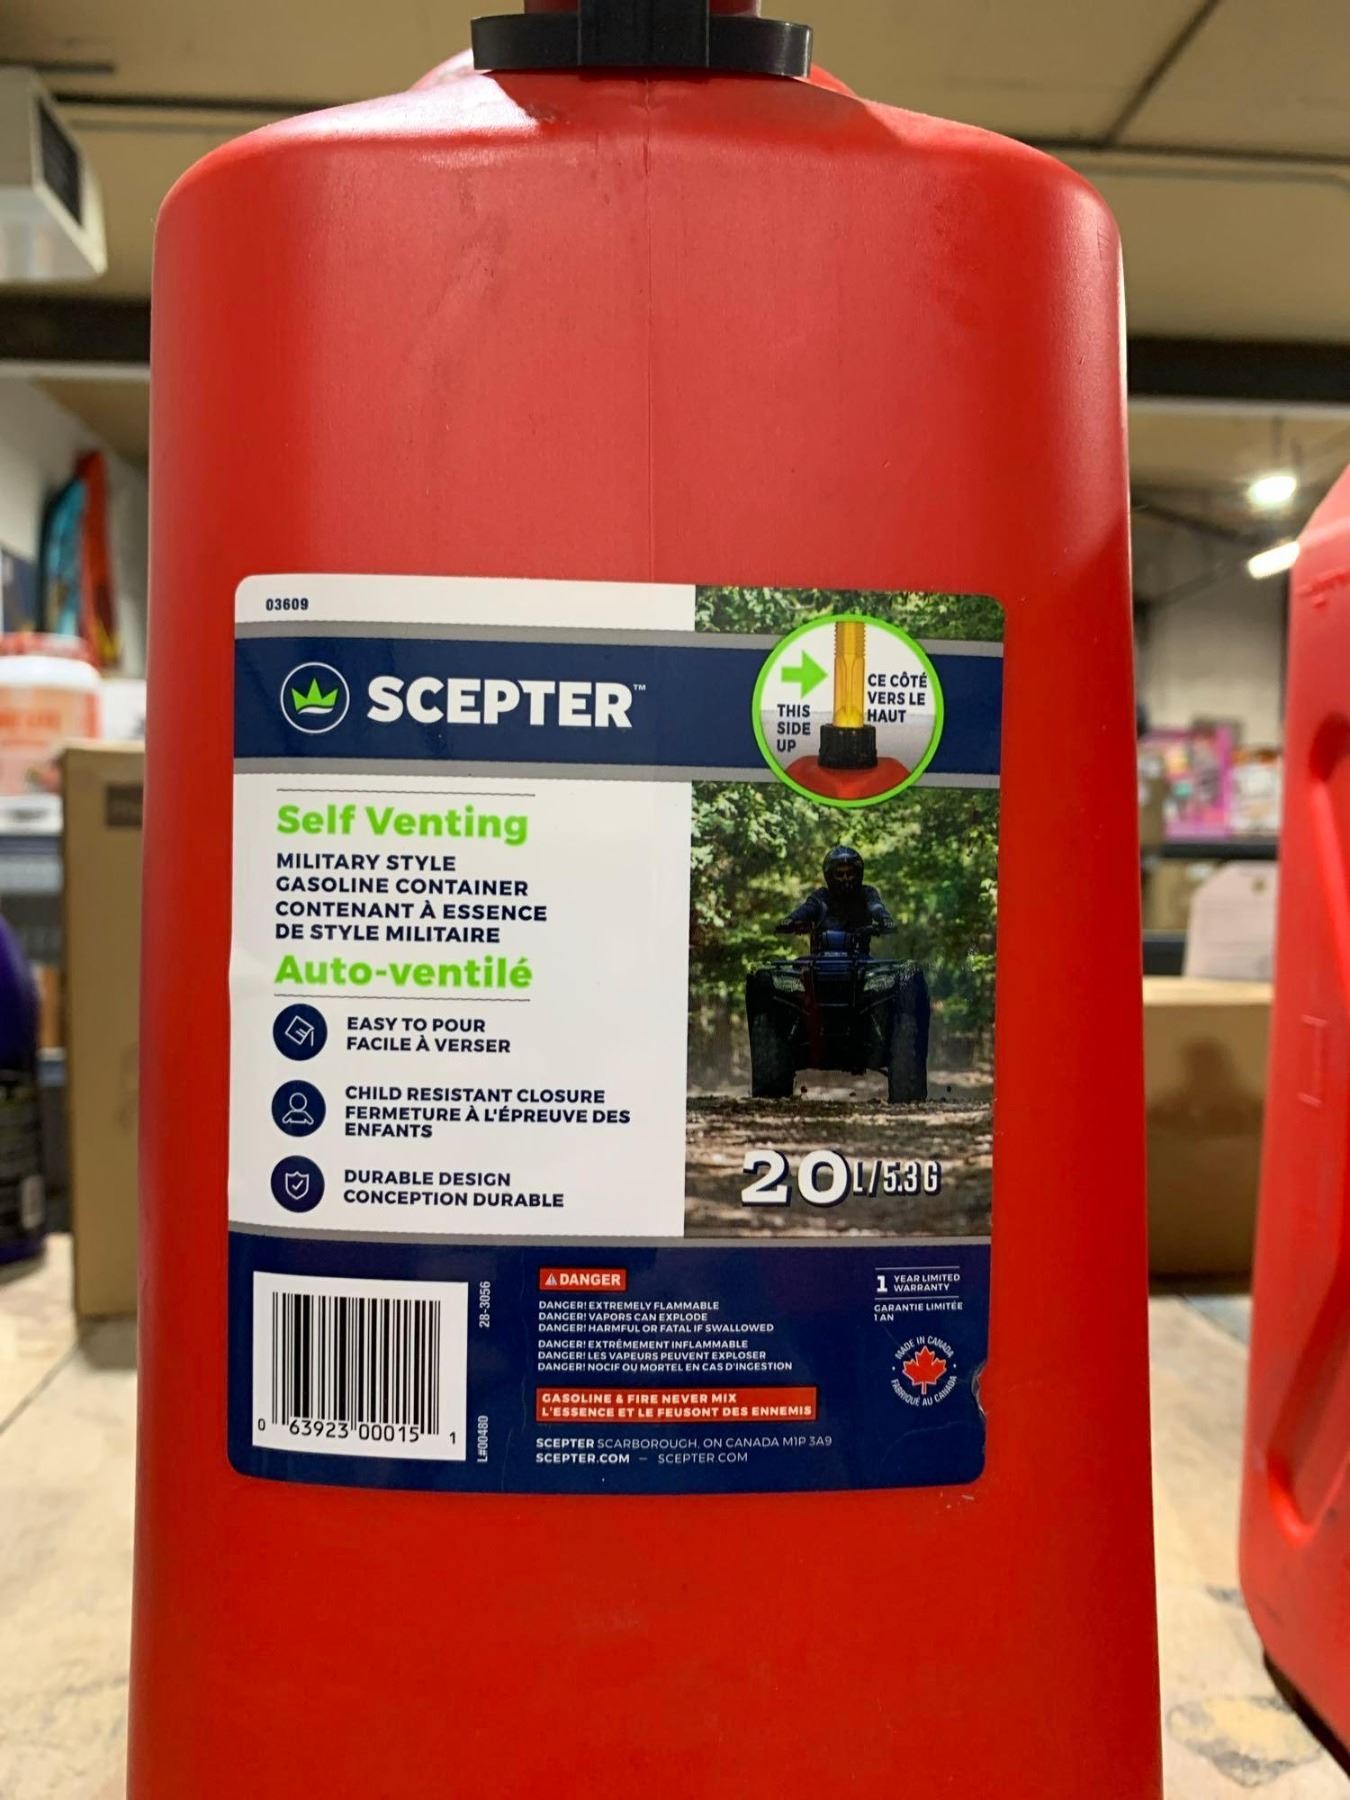 03609
SCEPTER™
THIS
SIDE
UP
CE CÔTÉ
VERS LE
HAUT
Self Venting
MILITARY STYLE
GASOLINE CONTAINER
CONTENANT À ESSENCE
DE STYLE MILITAIRE
Auto-ventilé
EASY TO POUR
FACILE À VERSER
CHILD RESISTANT CLOSURE
FERMETURE À L'ÉPREUVE DES
ENFANTS
DURABLE DESIGN
CONCEPTION DURABLE
20L/5.3G
0 63923 00015 1
28-3056
L#00480
DANGER
DANGER! EXTREMELY FLAMMABLE
DANGER! VAPORS CAN EXPLODE
DANGER! HARMFUL OR FATAL IF SWALLOWED
DANGER! EXTRÊMEMENT INFLAMMABLE
DANGER! LES VAPEURS PEUVENT EXPLOSER
DANGER! NOCIF OU MORTEL EN CAS D'INGESTION
GASOLINE & FIRE NEVER MIX
L'ESSENCE ET LE FEUSONT DES ENNEMIS
SCEPTER SCARBOROUGH, ON CANADA M1P 3A9
SCEPTER.COM – SCEPTER.COM
1 YEAR LIMITED
WARRANTY
GARANTIE LIMITÉE
1 AN
MADE IN CANADA
FABRIQUÉ AU CANADA